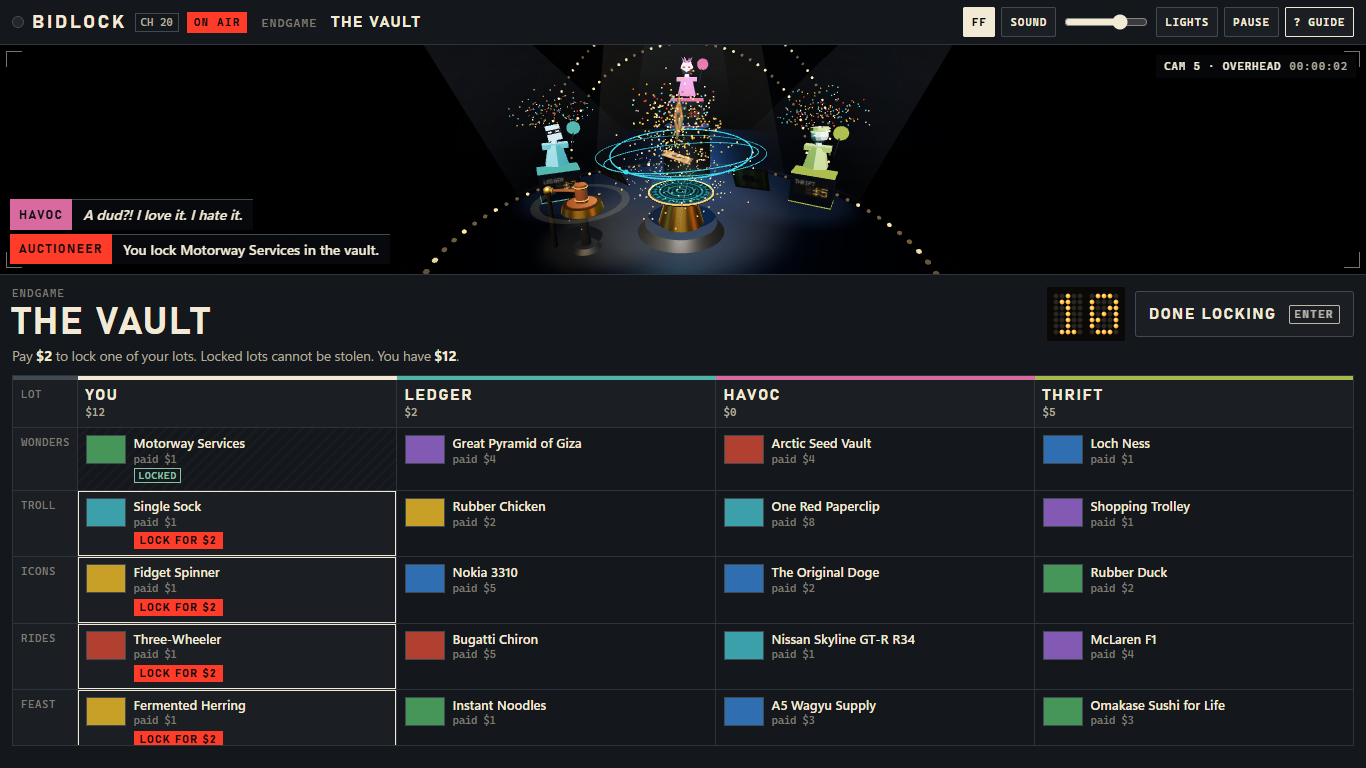 BIDLOCK CH 20 ON AIR ENDGAME THE VAULT FF SOUND LIGHTS PAUSE ? GUIDE
CAM 5 · OVERHEAD 00:00:02
LEDGER
THRIFT $5
HAVOC A dud?! I love it. I hate it.
AUCTIONEER You lock Motorway Services in the vault.
ENDGAME
THE VAULT
10 DONE LOCKING ENTER
Pay $2 to lock one of your lots. Locked lots cannot be stolen. You have $12.
LOT YOU LEDGER HAVOC THRIFT
$12 $2 $0 $5
WONDERS Motorway Services Great Pyramid of Giza Arctic Seed Vault Loch Ness
paid $1 paid $4 paid $4 paid $1
LOCKED
TROLL Single Sock Rubber Chicken One Red Paperclip Shopping Trolley
paid $1 paid $2 paid $8 paid $1
LOCK FOR $2
ICONS Fidget Spinner Nokia 3310 The Original Doge Rubber Duck
paid $1 paid $5 paid $2 paid $2
LOCK FOR $2
RIDES Three-Wheeler Bugatti Chiron Nissan Skyline GT-R R34 McLaren F1
paid $1 paid $5 paid $1 paid $4
LOCK FOR $2
FEAST Fermented Herring Instant Noodles A5 Wagyu Supply Omakase Sushi for Life
paid $1 paid $1 paid $3 paid $3
LOCK FOR $2